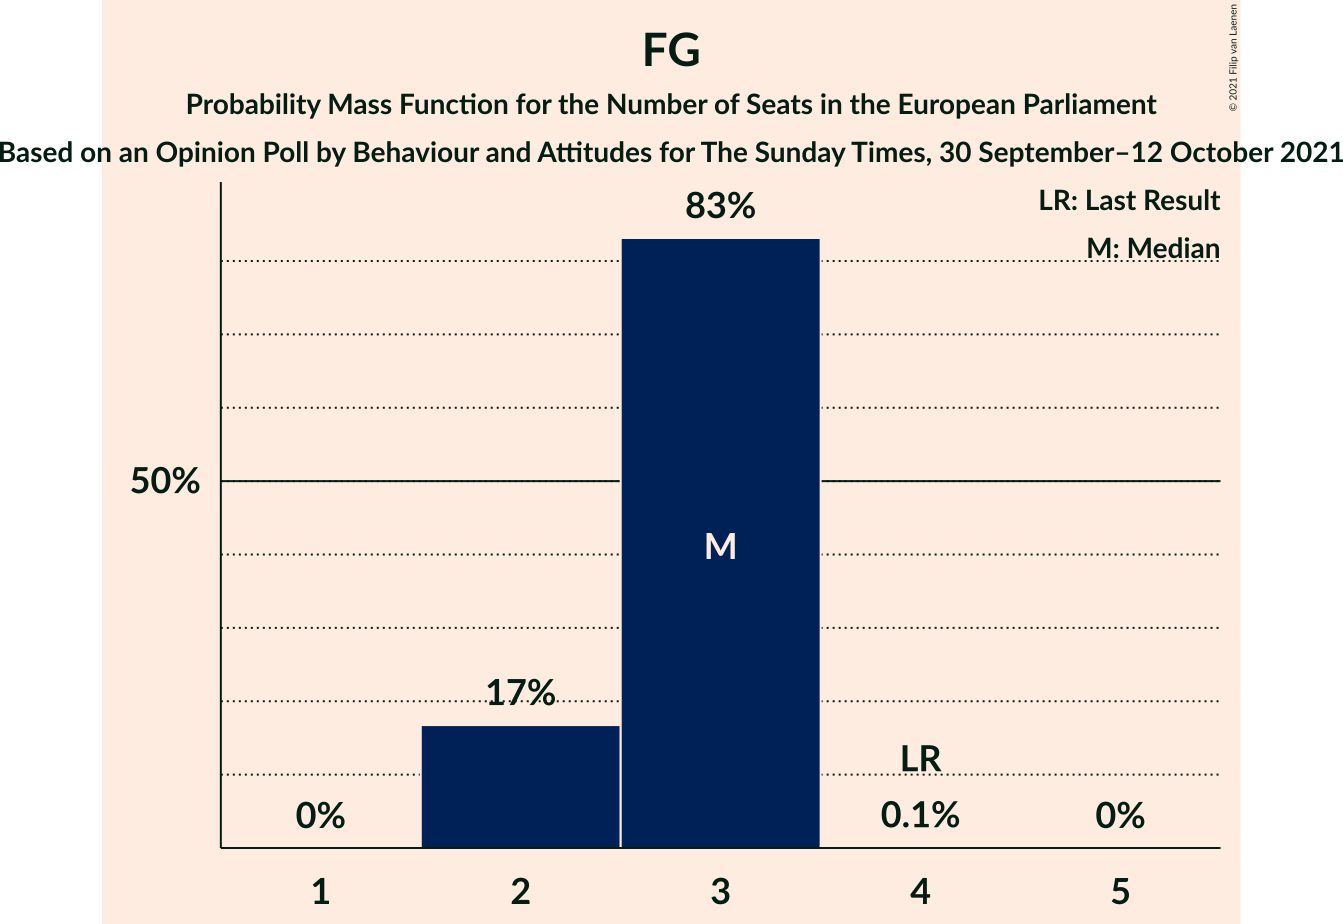 FG
Probability Mass Function for the Number of Seats in the European Parliament
Based on an Opinion Poll by Behaviour and Attitudes for The Sunday Times, 30 September–12 October 2021
© 2021 Filip van Laenen
LR: Last Result
M: Median
83%
50%
M
17%
LR
0%
0.1%
0%
1
2
3
4
5